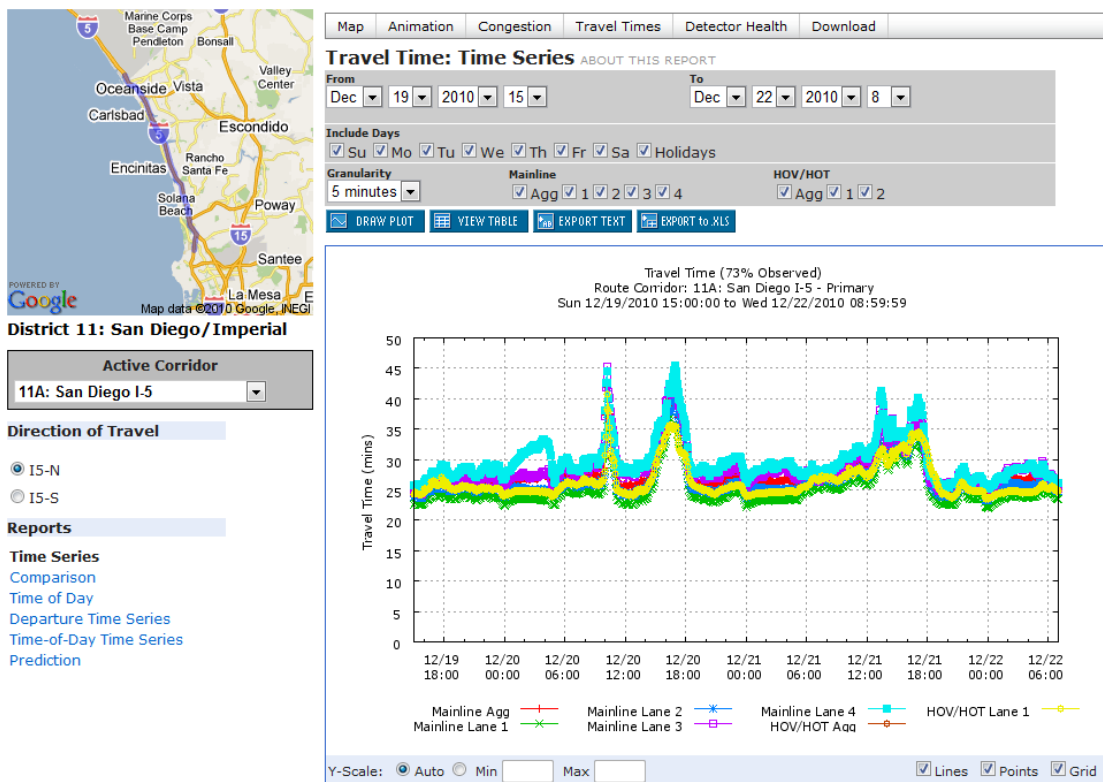 Marine Corps
Base Camp
Pendleton
Bonsall
5
Valley
Center
Oceanside
Vista
Carlsbad
5
Escondido
Encinitas
Rancho
Santa Fe
Solana
Beach
Poway
15
Santee
POWERED BY
Google
La Mesa
E
Map data ©2010 Google, INEGI
District 11: San Diego/Imperial
Active Corridor
11A: San Diego I-5
Direction of Travel
I5-N
I5-S
Reports
Time Series
Comparison
Time of Day
Departure Time Series
Time-of-Day Time Series
Prediction
Map Animation Congestion Travel Times Detector Health Download
Travel Time: Time Series ABOUT THIS REPORT
From To
Dec 19 2010 15 Dec 22 2010 8
Include Days
Su Mo Tu We Th Fr Sa Holidays
Granularity Mainline HOV/HOT
5 minutes Agg 1 2 3 4 Agg 1 2
DRAW PLOT VIEW TABLE EXPORT TEXT EXPORT to .XLS
Travel Time (73% Observed)
Route Corridor: 11A: San Diego I-5 - Primary
Sun 12/19/2010 15:00:00 to Wed 12/22/2010 08:59:59
Travel Time (mins)
50
45
40
35
30
25
20
15
10
5
0
12/19 12/20 12/20 12/20 12/20 12/21 12/21 12/21 12/21 12/22 12/22
18:00 00:00 06:00 12:00 18:00 00:00 06:00 12:00 18:00 00:00 06:00
Mainline Agg Mainline Lane 2 Mainline Lane 4 HOV/HOT Lane 1
Mainline Lane 1 Mainline Lane 3 HOV/HOT Agg
Y-Scale: Auto Min Max Lines Points Grid